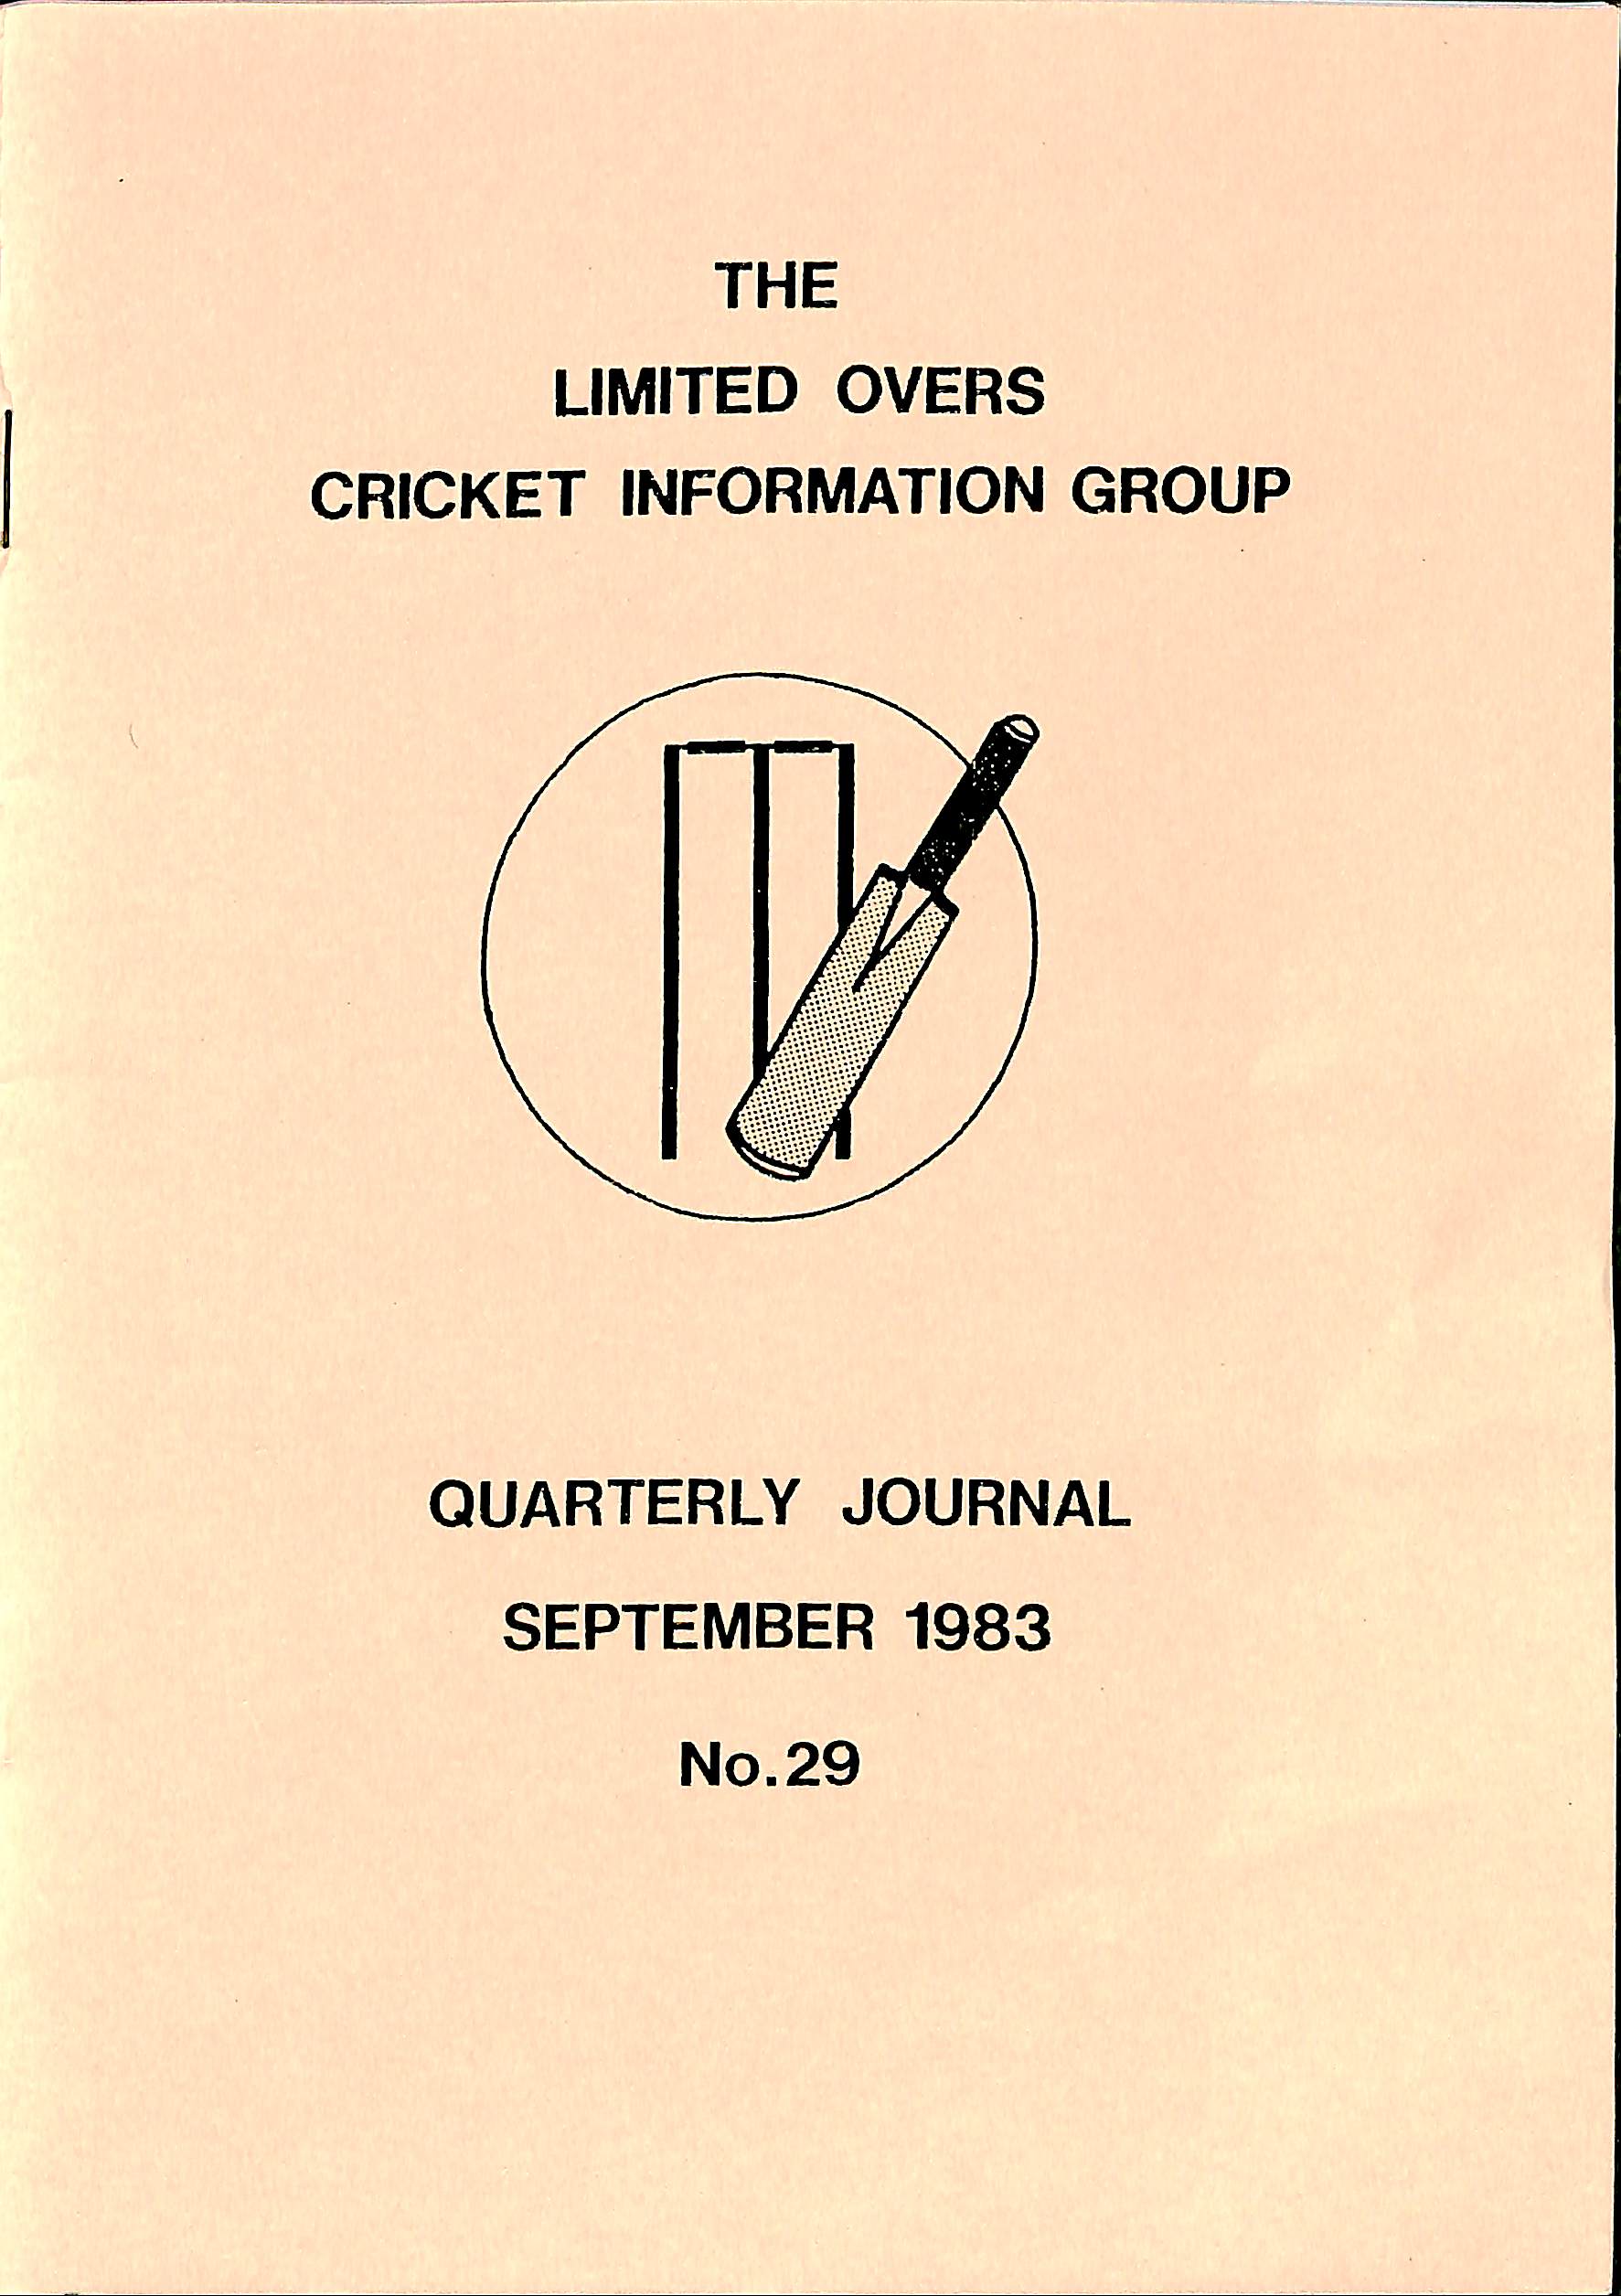 THE
LIMITED OVERS
CRICKET INFORMATION GROUP
QUARTERLY JOURNAL
SEPTEMBER 1983
No.29